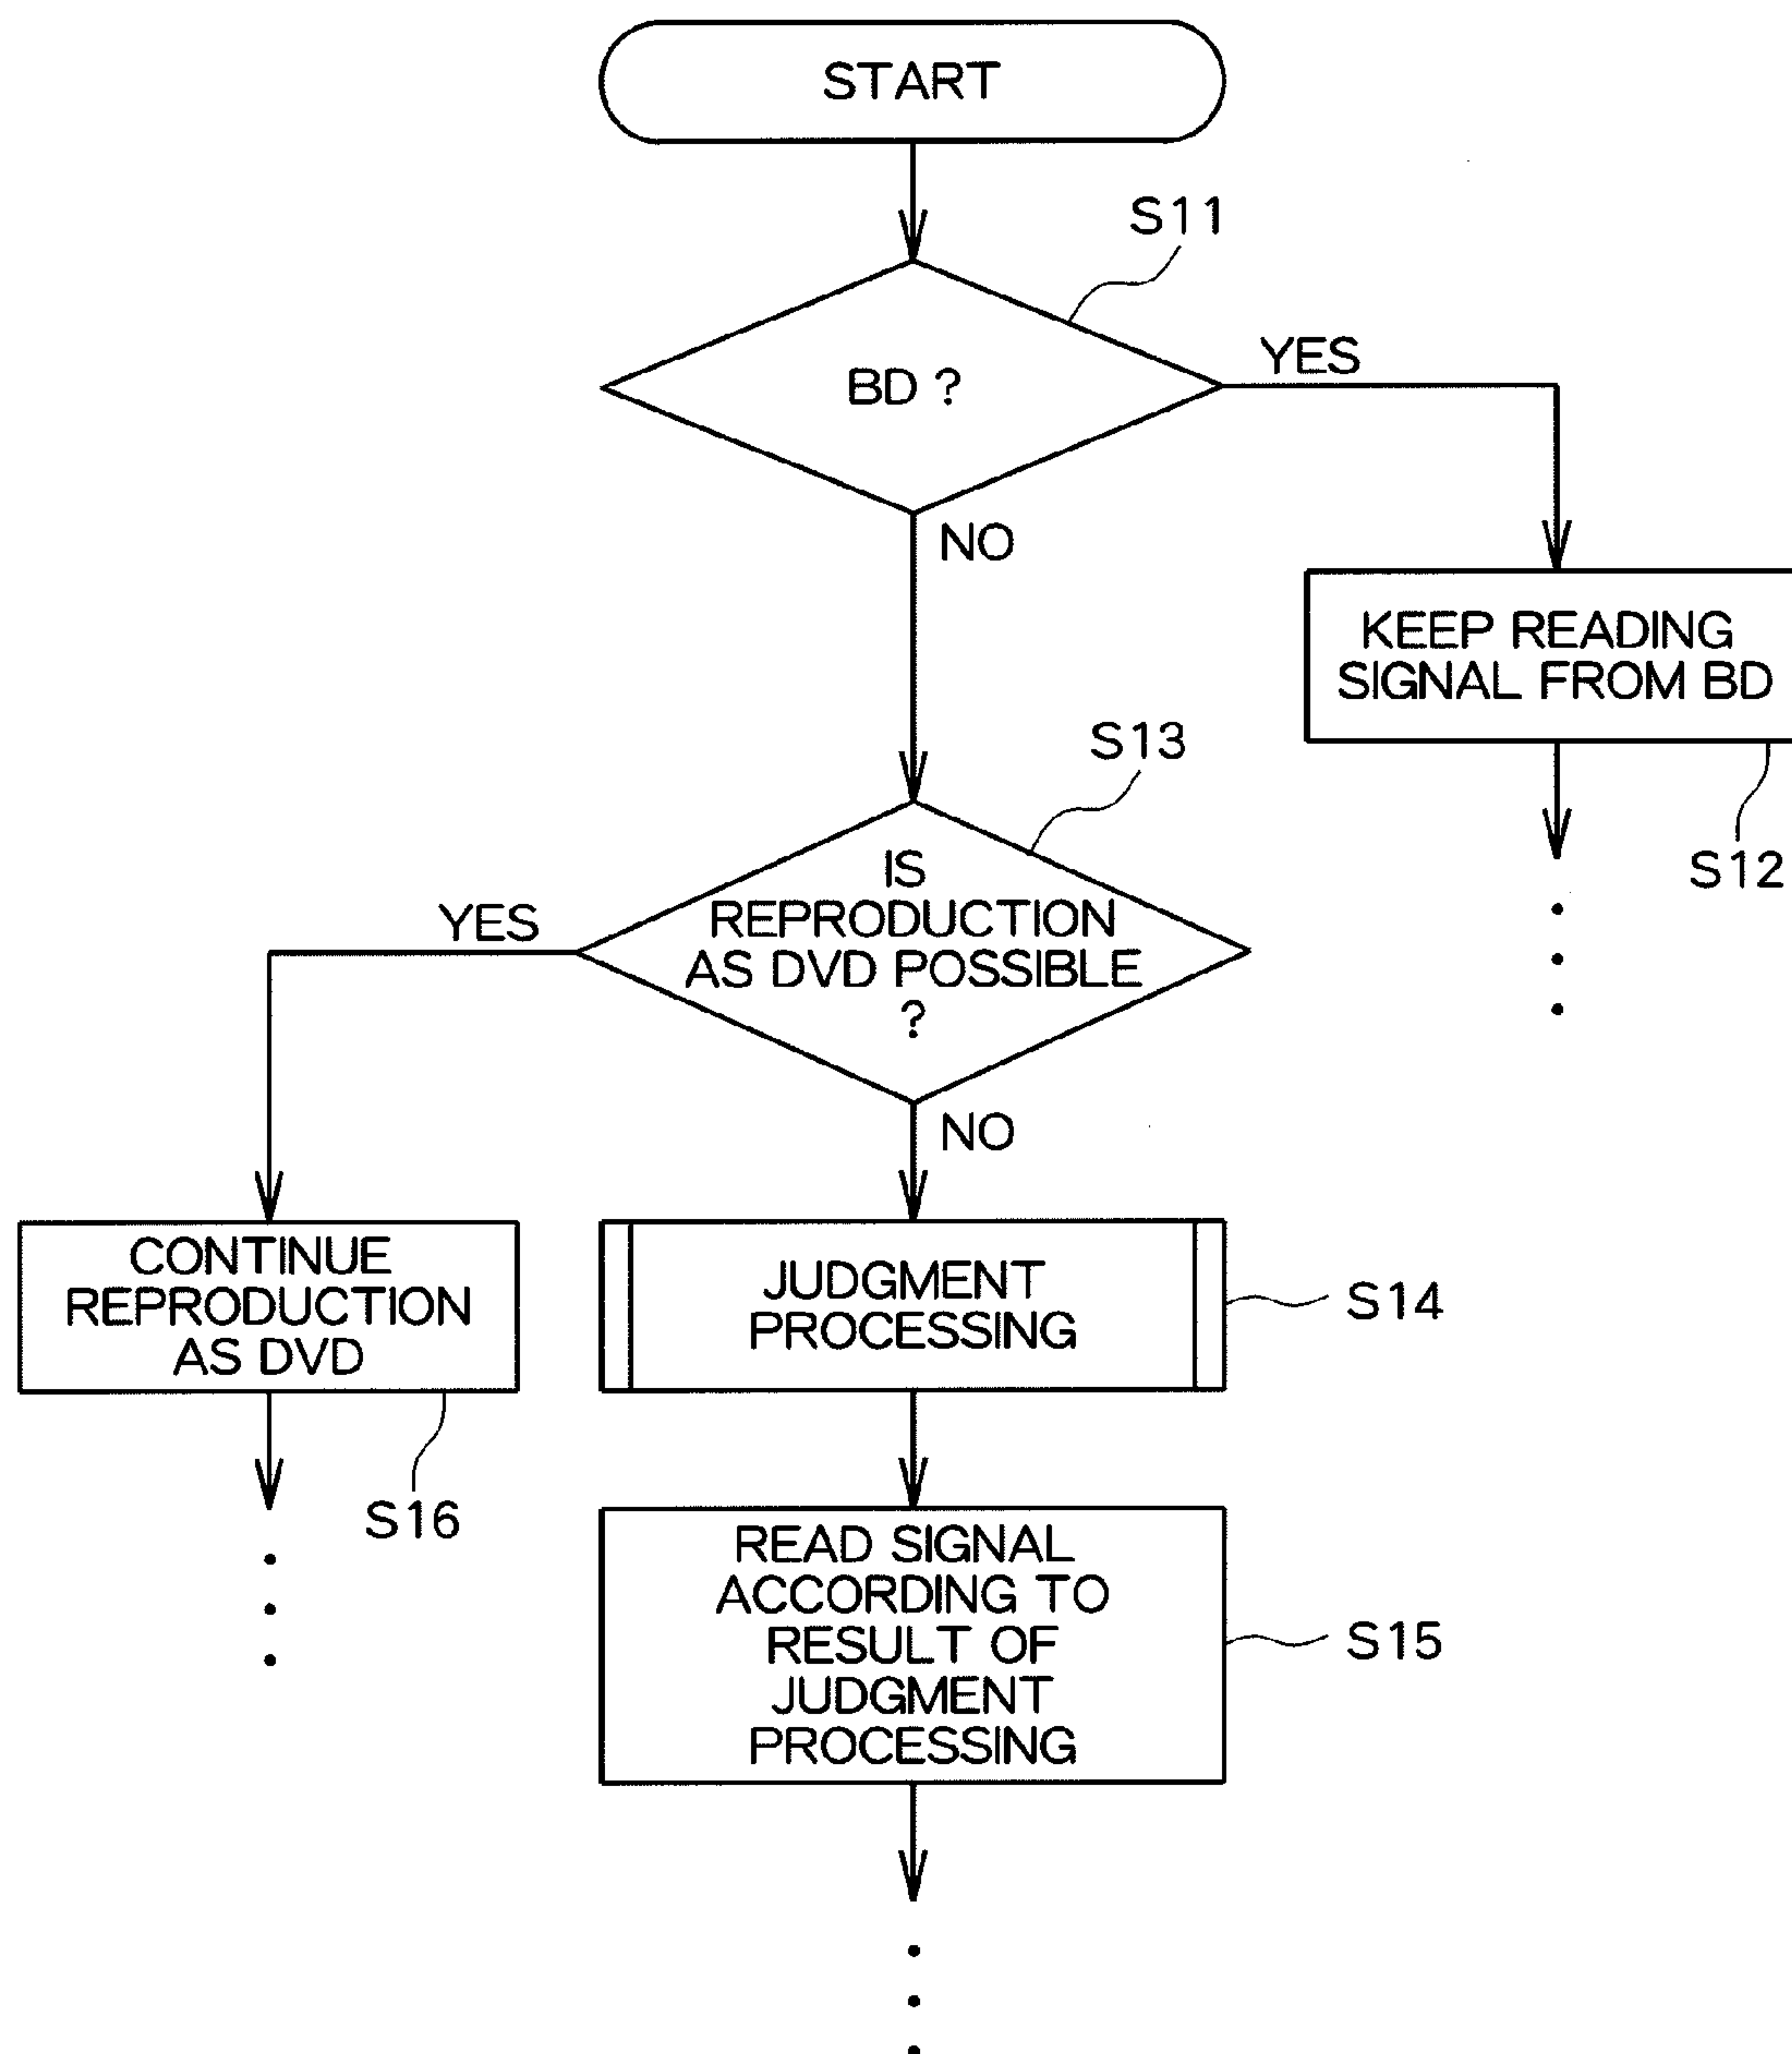 START
S11
BD ?
YES
NO
KEEP READING
SIGNAL FROM BD
S12
S13
IS
REPRODUCTION
AS DVD POSSIBLE
?
YES
NO
CONTINUE
REPRODUCTION
AS DVD
S16
JUDGMENT
PROCESSING
S14
READ SIGNAL
ACCORDING TO
RESULT OF
JUDGMENT
PROCESSING
S15